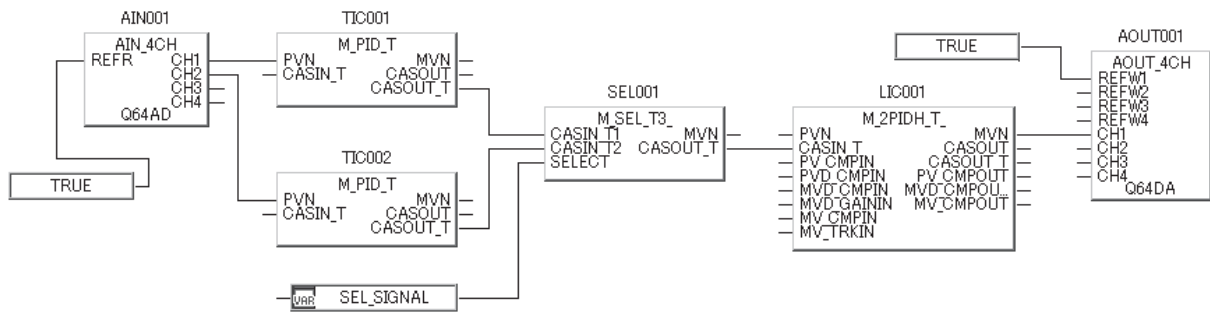 AIN001
AIN_4CH
REFR CH1
CH2
CH3
CH4
Q64AD
TRUE
TIC001
M_PID_T
PVN MVN
CASIN_T CASOUT
CASOUT_T
TIC002
M_PID_T
PVN MVN
CASIN_T CASOUT
CASOUT_T
VAR SEL_SIGNAL
SEL001
M_SEL_T3_
CASIN_T1 MVN
CASIN_T2 CASOUT_T
SELECT
LIC001
M_2PIDH_T_
PVN MVN
CASIN_T CASOUT
PV_CMPIN CASOUT_T
PVD_CMPIN PV_CMPOUT
MVD_CMPIN MVD_CMPOU...
MVD_GAININ MV_CMPOUT
MV_CMPIN
MV_TRKIN
TRUE
AOUT001
AOUT_4CH
REFW1
REFW2
REFW3
REFW4
CH1
CH2
CH3
CH4
Q64DA